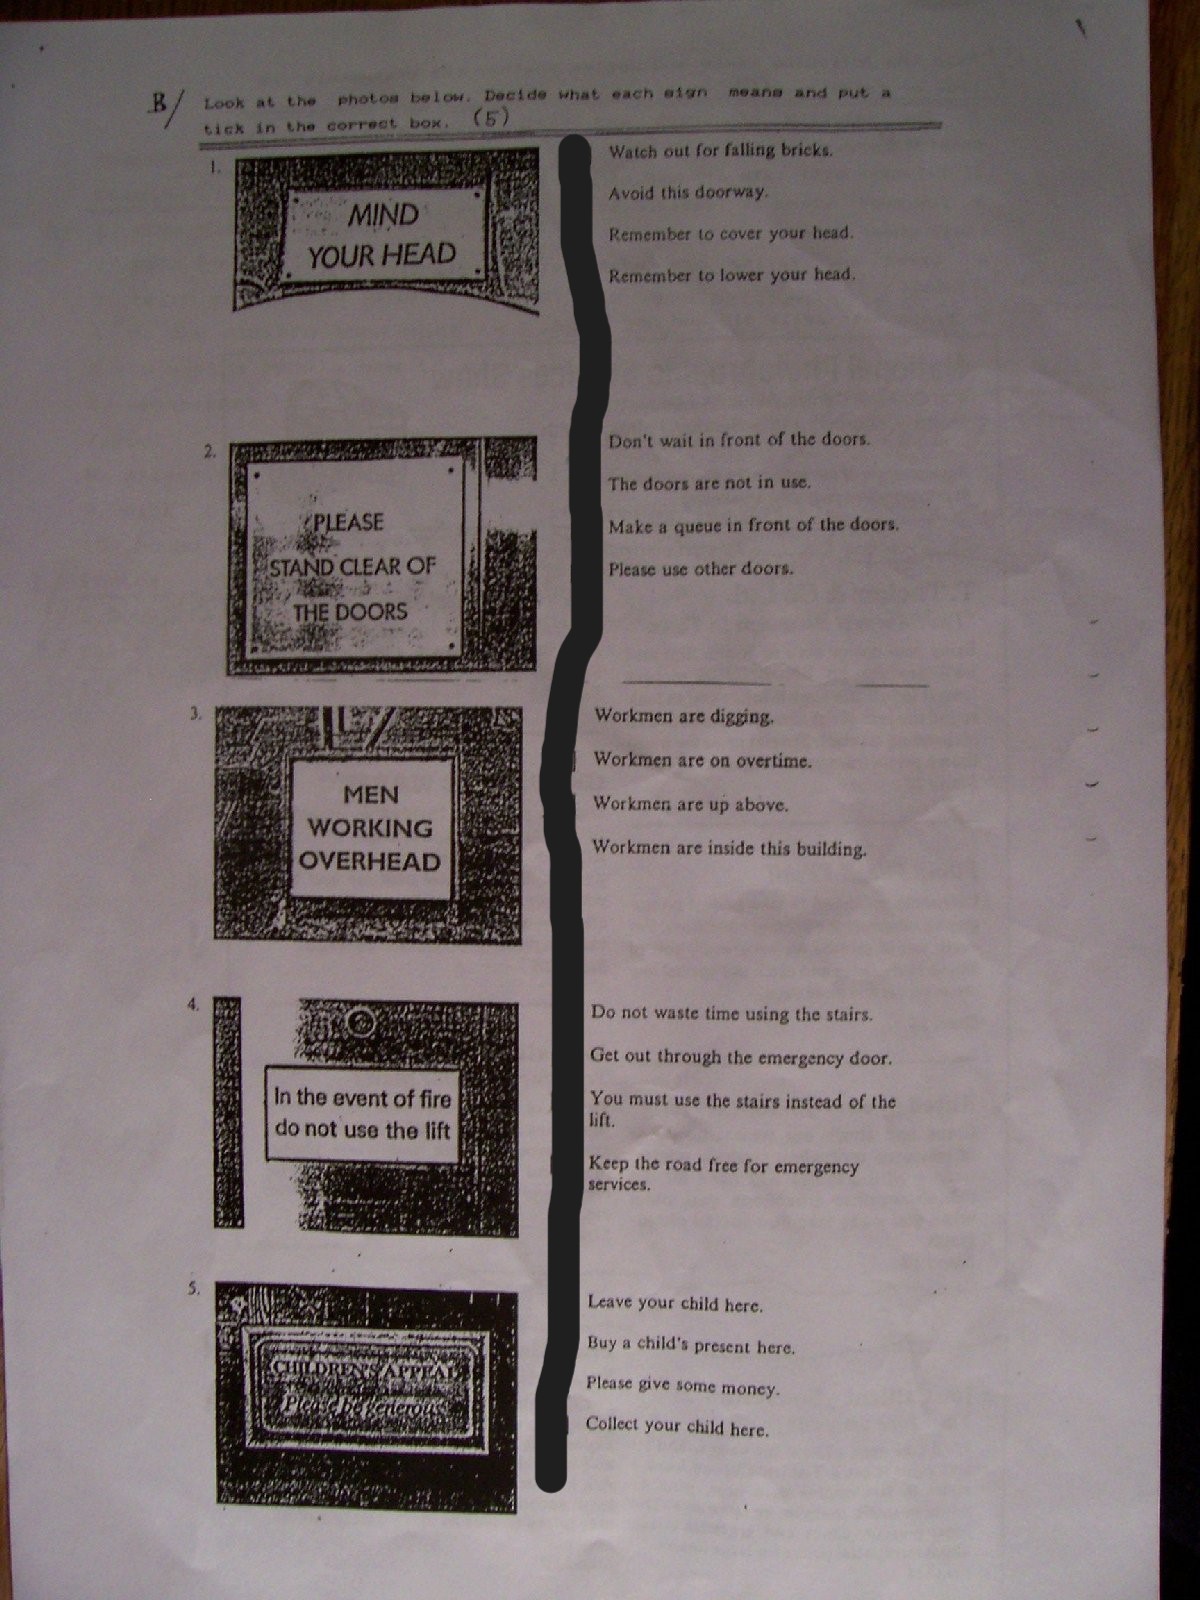 B/ Look at the photos below. Decide what each sign means and put a
tick in the correct box. (5)
1.
MIND
YOUR HEAD
Watch out for falling bricks.
Avoid this doorway.
Remember to cover your head.
Remember to lower your head.
2.
PLEASE
STAND CLEAR OF
THE DOORS
Don't wait in front of the doors.
The doors are not in use.
Make a queue in front of the doors.
Please use other doors.
3.
MEN
WORKING
OVERHEAD
Workmen are digging.
Workmen are on overtime.
Workmen are up above.
Workmen are inside this building.
4.
In the event of fire
do not use the lift
Do not waste time using the stairs.
Get out through the emergency door.
You must use the stairs instead of the
lift.
Keep the road free for emergency
services.
5.
CHILDREN'S APPEAL
Please be generous
Leave your child here.
Buy a child's present here.
Please give some money.
Collect your child here.